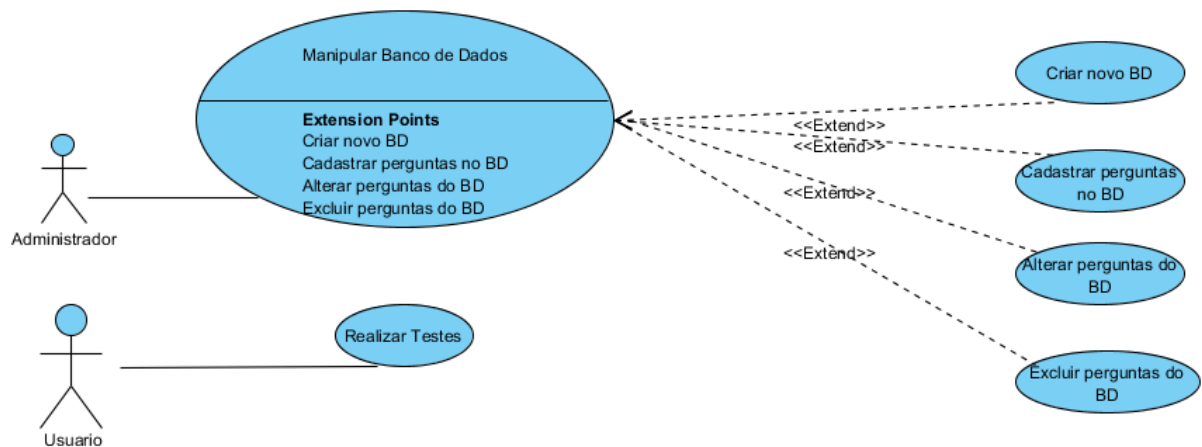 Manipular Banco de Dados
Extension Points
Criar novo BD
Cadastrar perguntas no BD
Alterar perguntas do BD
Excluir perguntas do BD
Administrador
Realizar Testes
Usuario
<<Extend>>
<<Extend>>
<<Extend>>
<<Extend>>
Criar novo BD
Cadastrar perguntas
no BD
Alterar perguntas do
BD
Excluir perguntas do
BD